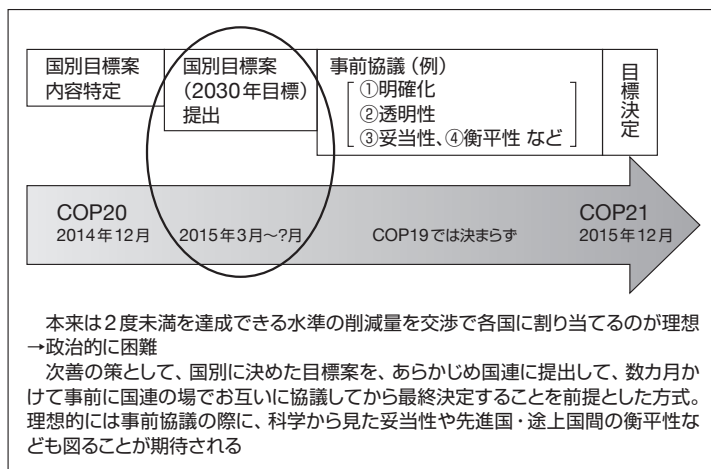 国別目標案
内容特定
国別目標案
(2030年目標)
提出
事前協議(例)
①明確化
②透明性
③妥当性、④衡平性 など
目標決定
COP20
2014年12月
2015年3月～?月
COP19では決まらず
COP21
2015年12月
本来は2度未満を達成できる水準の削減量を交渉で各国に割り当てるのが理想
→政治的に困難
次善の策として、国別に決めた目標案を、あらかじめ国連に提出して、数カ月か
けて事前に国連の場でお互いに協議してから最終決定することを前提とした方式。
理想的には事前協議の際に、科学から見た妥当性や先進国・途上国間の衡平性な
ども図ることが期待される